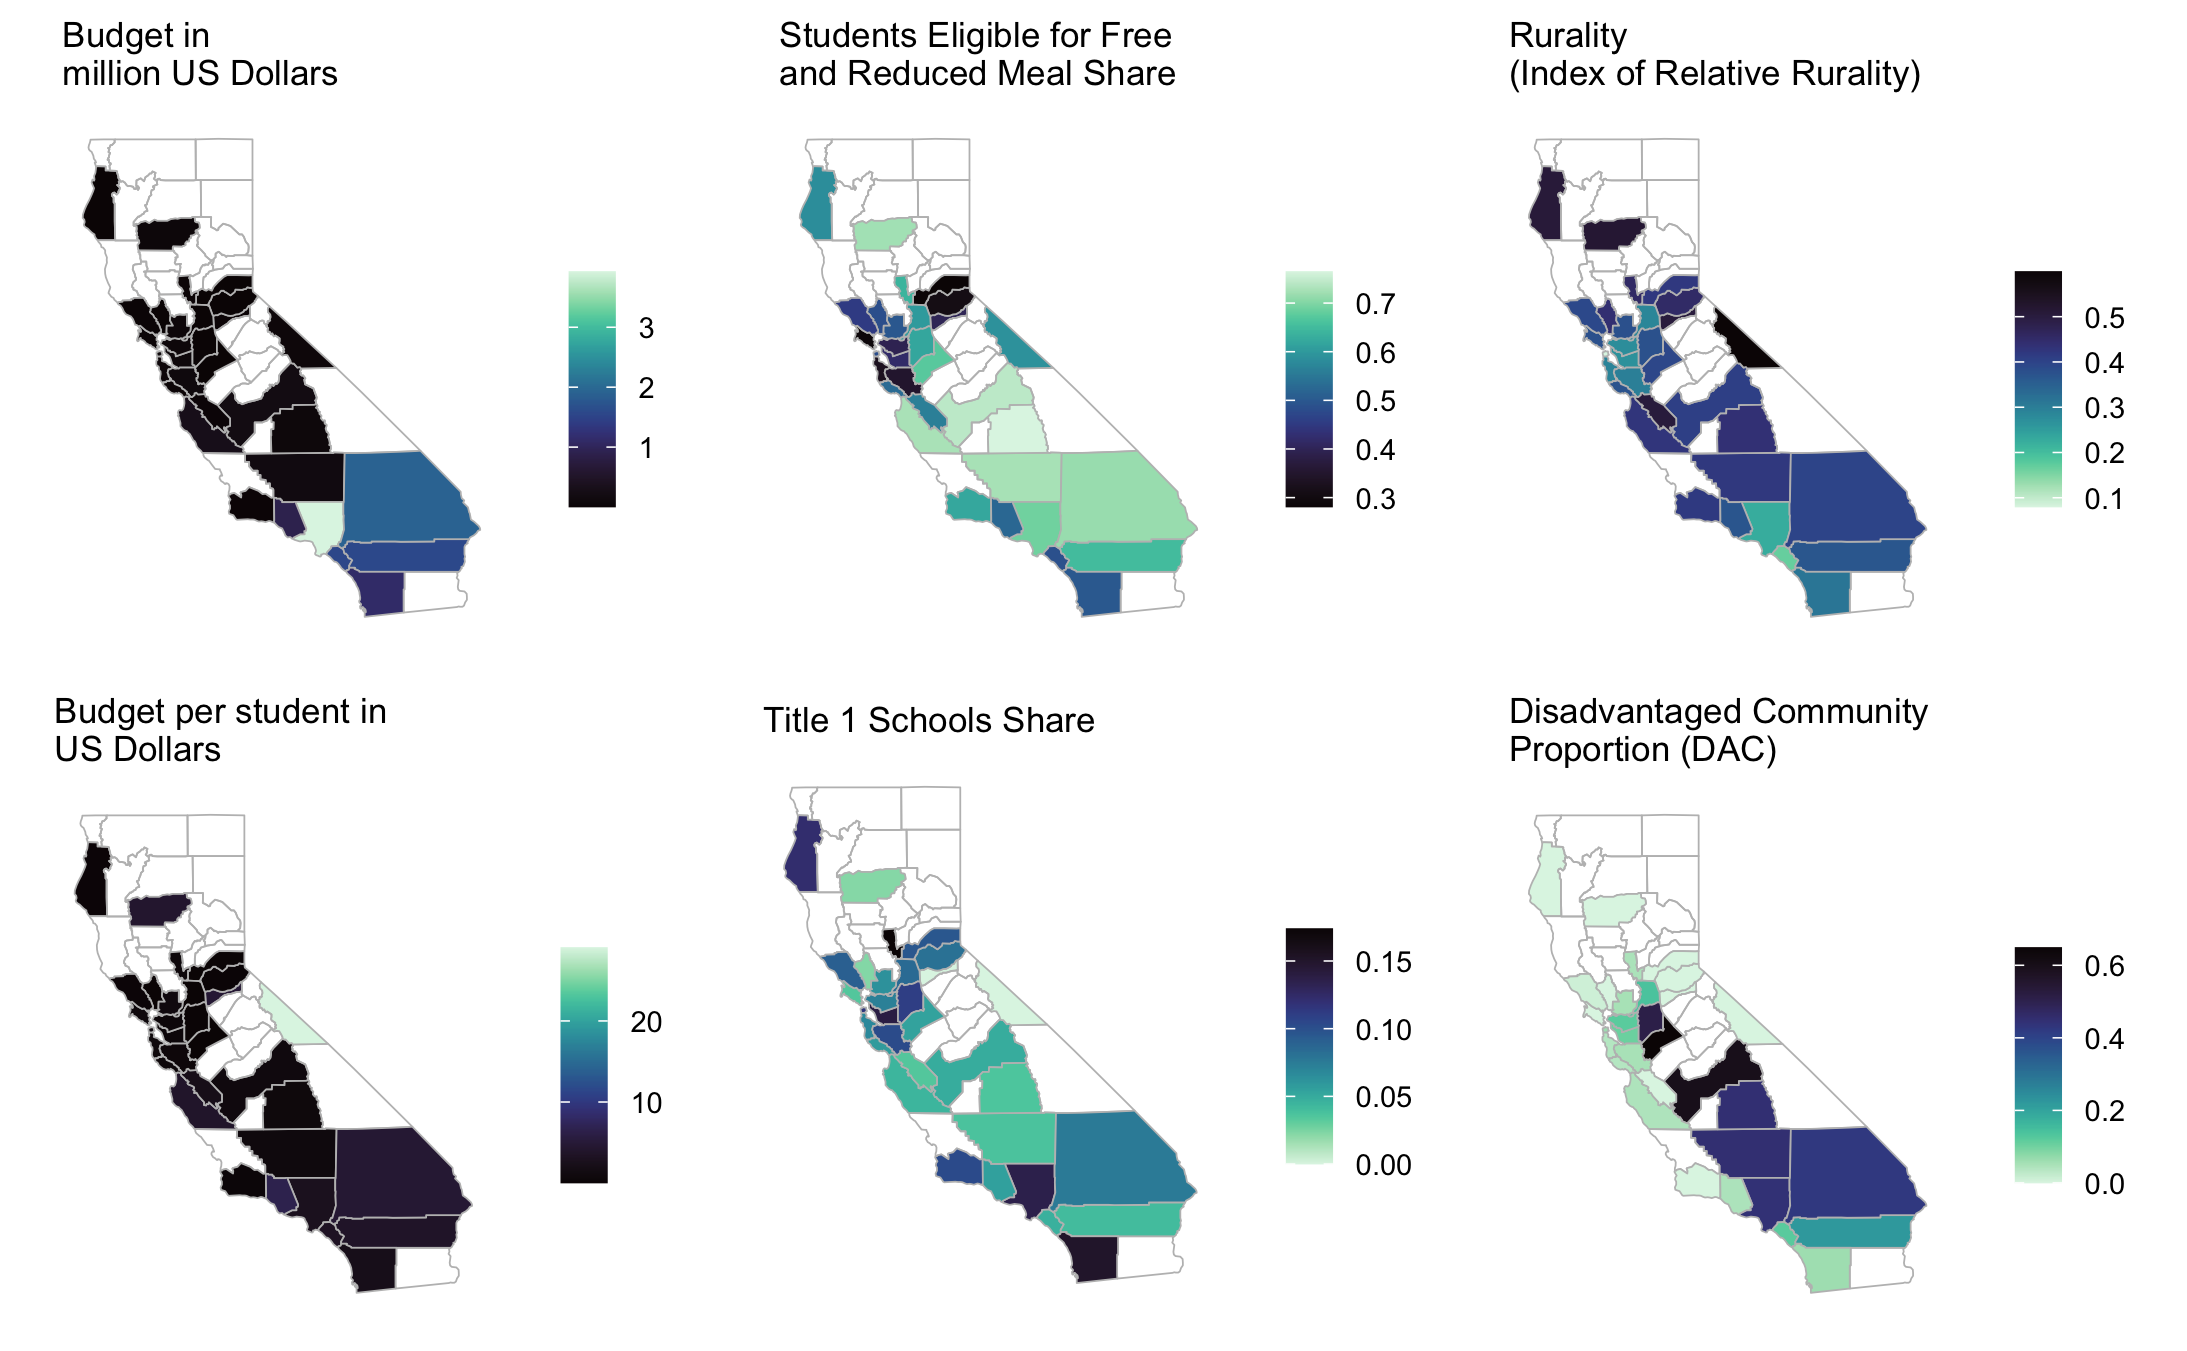 Budget in
million US Dollars
3
2
1
Students Eligible for Free
and Reduced Meal Share
0.7
0.6
0.5
0.4
0.3
Rurality
(Index of Relative Rurality)
0.5
0.4
0.3
0.2
0.1
Budget per student in
US Dollars
20
10
Title 1 Schools Share
0.15
0.10
0.05
0.00
Disadvantaged Community
Proportion (DAC)
0.6
0.4
0.2
0.0